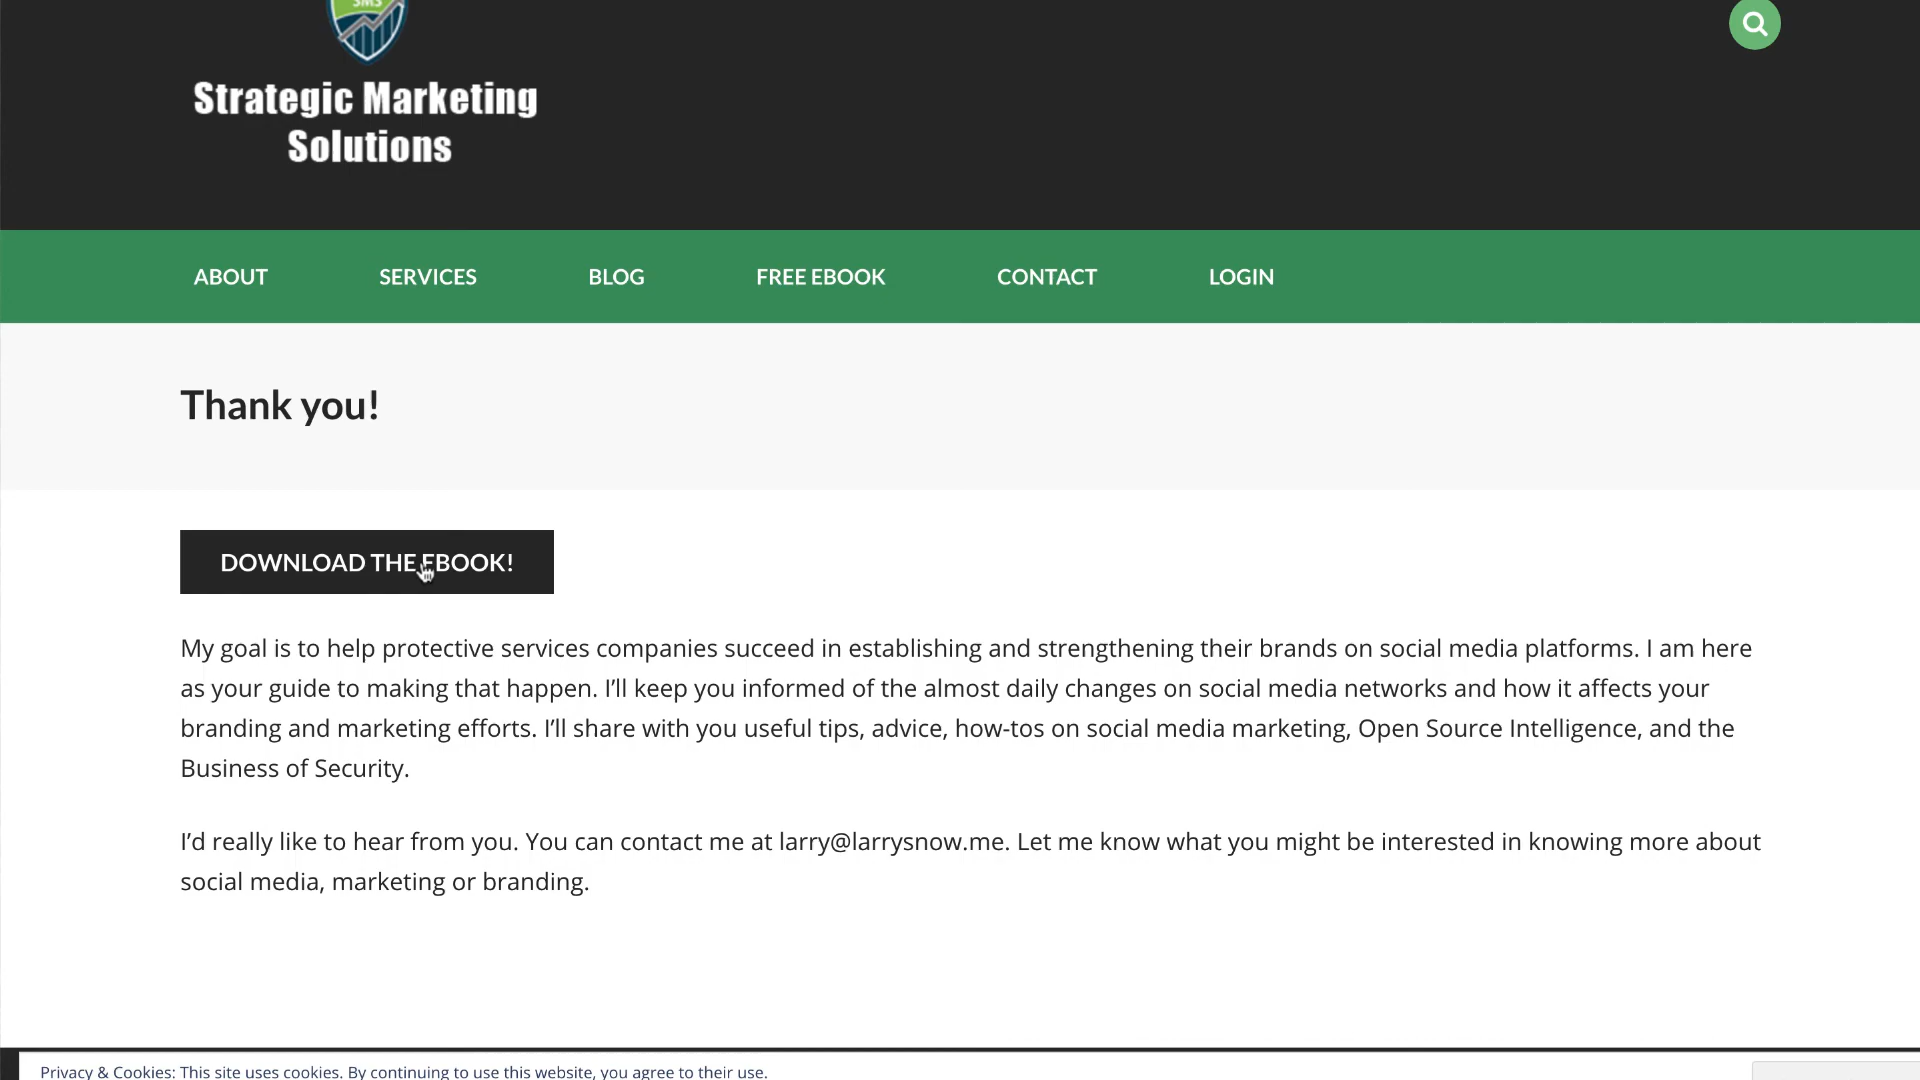 SMS
Strategic Marketing
Solutions
ABOUT SERVICES BLOG FREE EBOOK CONTACT LOGIN
Thank you!
DOWNLOAD THE EBOOK!
My goal is to help protective services companies succeed in establishing and strengthening their brands on social media platforms. I am here
as your guide to making that happen. I’ll keep you informed of the almost daily changes on social media networks and how it affects your
branding and marketing efforts. I’ll share with you useful tips, advice, how-tos on social media marketing, Open Source Intelligence, and the
Business of Security.
I’d really like to hear from you. You can contact me at larry@larrysnow.me. Let me know what you might be interested in knowing more about
social media, marketing or branding.
Privacy & Cookies: This site uses cookies. By continuing to use this website, you agree to their use.